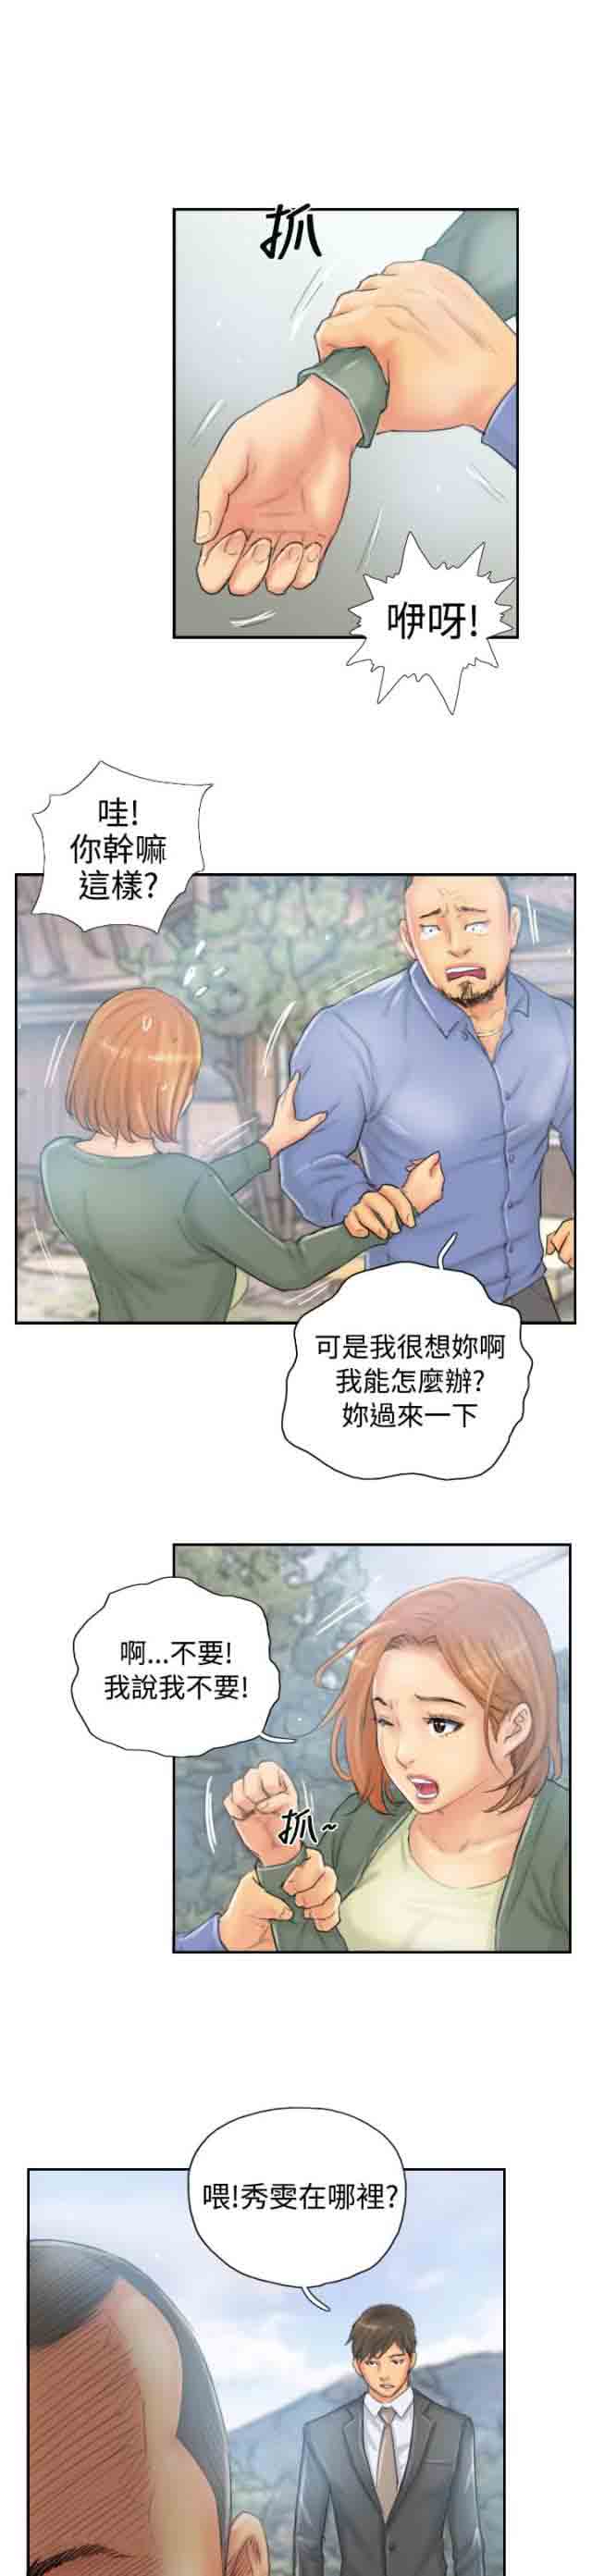 抓
咿呀!
哇!
你幹嘛
這樣?
可是我很想妳啊
我能怎麼辦?
妳過來一下
啊...不要!
我說我不要!
抓~
喂!秀雯在哪裡?